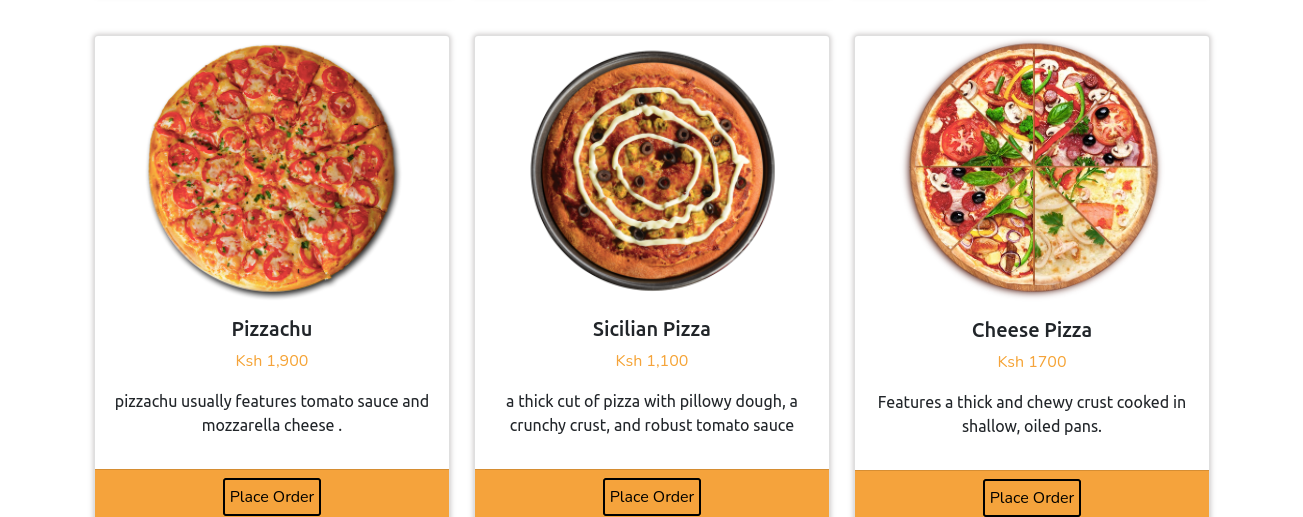 Pizzachu
Ksh 1,900
pizzachu usually features tomato sauce and
mozzarella cheese .
Place Order
Sicilian Pizza
Ksh 1,100
a thick cut of pizza with pillowy dough, a
crunchy crust, and robust tomato sauce
Place Order
Cheese Pizza
Ksh 1700
Features a thick and chewy crust cooked in
shallow, oiled pans.
Place Order